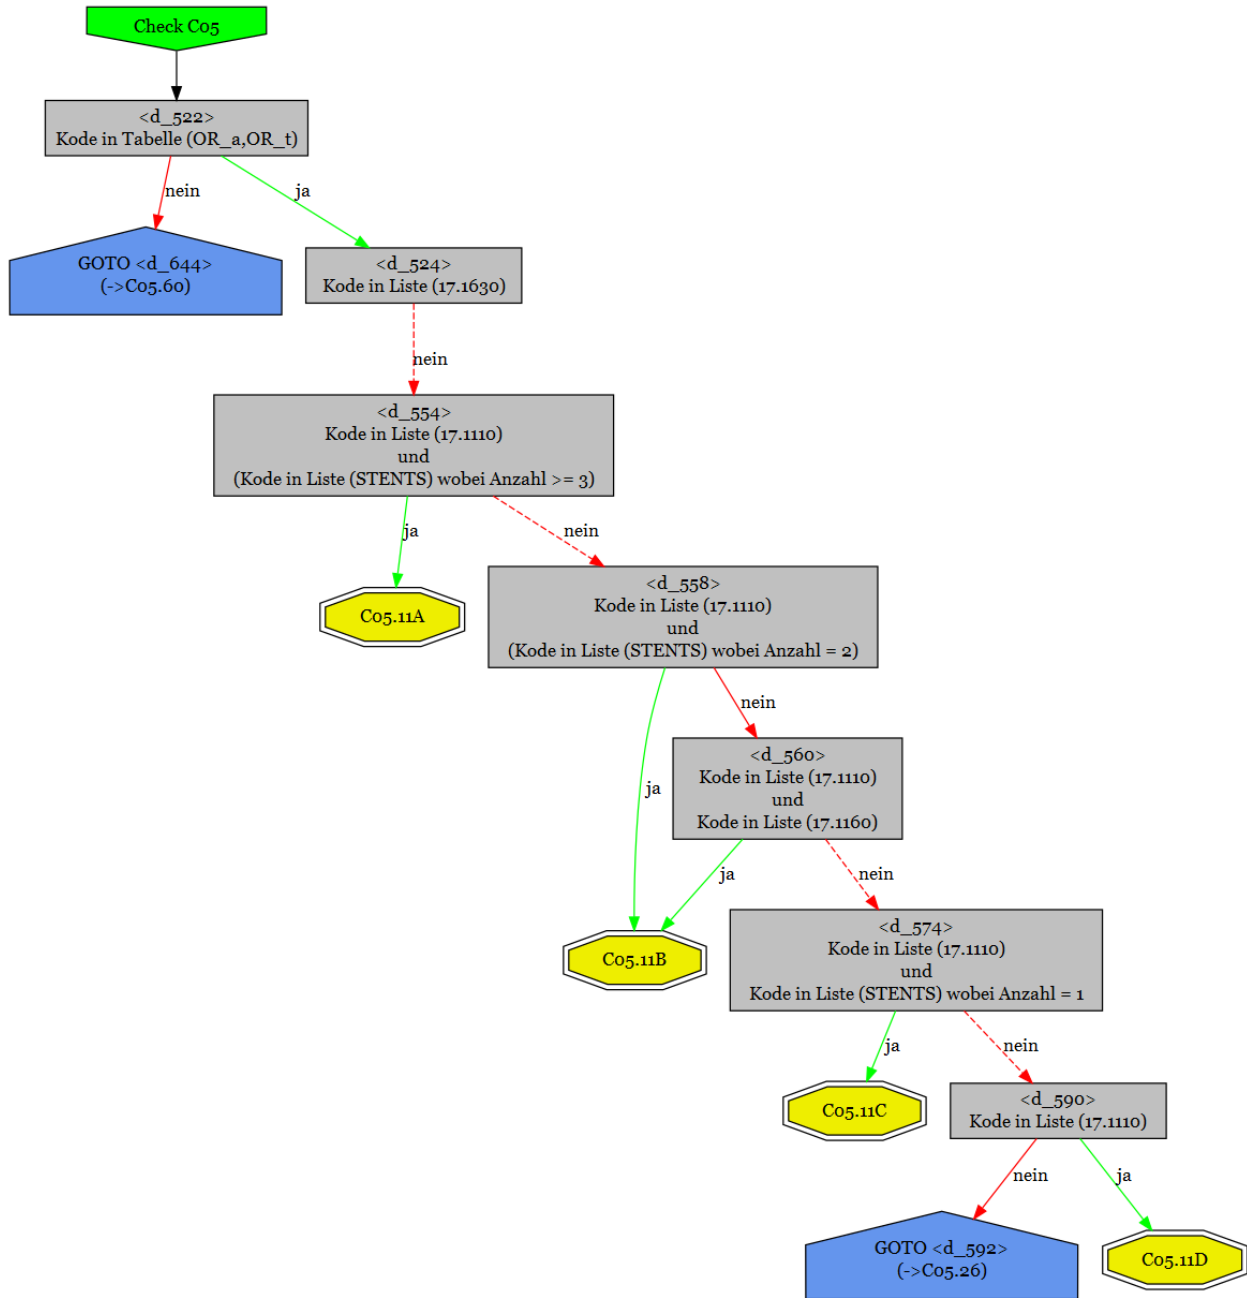 Check C05
<d_522>
Kode in Tabelle (OR_a,OR_t)
nein
ja
GOTO <d_644>
(->C05.60)
<d_524>
Kode in Liste (17.1630)
nein
<d_554>
Kode in Liste (17.1110)
und
(Kode in Liste (STENTS) wobei Anzahl >= 3)
ja
nein
C05.11A
<d_558>
Kode in Liste (17.1110)
und
(Kode in Liste (STENTS) wobei Anzahl = 2)
nein
ja
<d_560>
Kode in Liste (17.1110)
und
Kode in Liste (17.1160)
ja
nein
C05.11B
<d_574>
Kode in Liste (17.1110)
und
Kode in Liste (STENTS) wobei Anzahl = 1
ja
nein
C05.11C
<d_590>
Kode in Liste (17.1110)
nein
ja
GOTO <d_592>
(->C05.26)
C05.11D